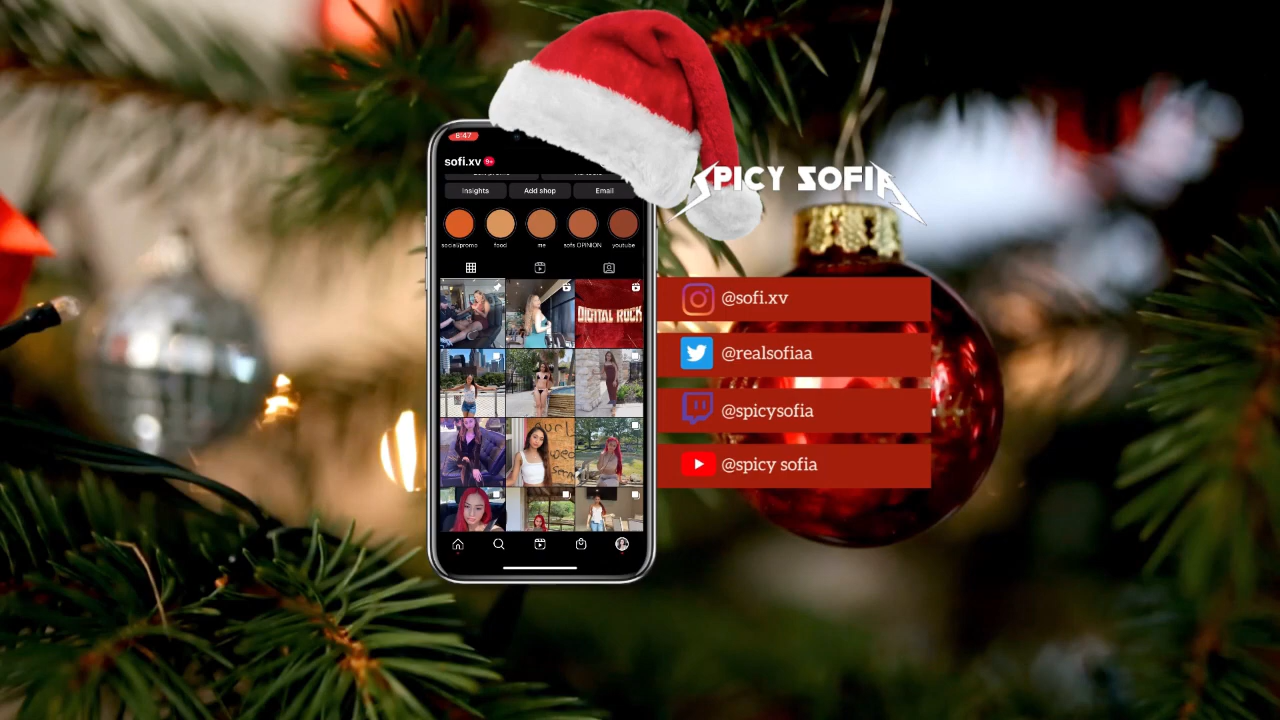 6:47
SPICY SOFIA
sofi.xv 9+
Insights Add shop Email
social/promo food me sofs OPINION youtube
DIGITAL ROCK
@sofi.xv
@realsofiaa
@spicysofia
@spicy sofia